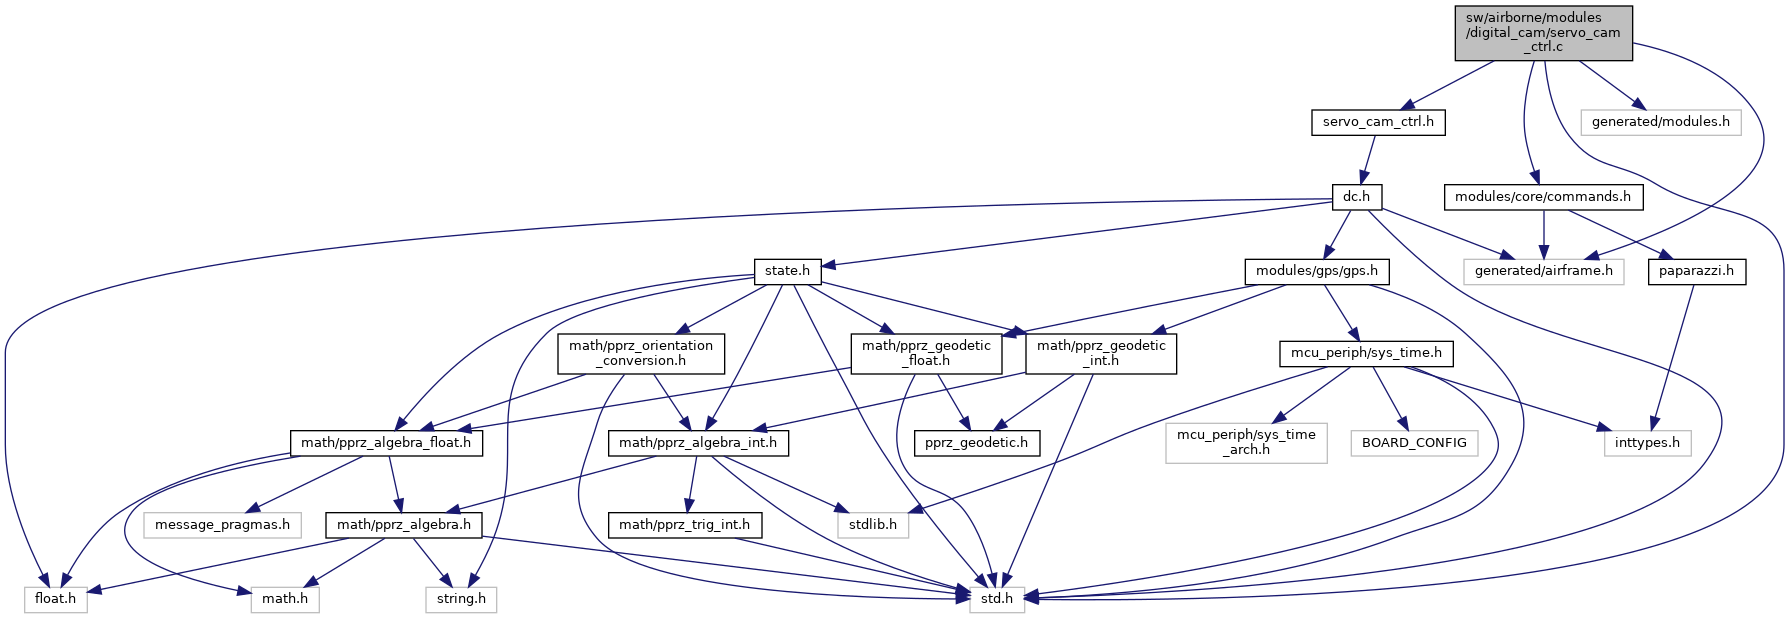 sw/airborne/modules
/digital_cam/servo_cam
_ctrl.c
servo_cam_ctrl.h
generated/modules.h
dc.h
modules/core/commands.h
state.h
modules/gps/gps.h
generated/airframe.h
paparazzi.h
math/pprz_orientation
_conversion.h
math/pprz_geodetic
_float.h
math/pprz_geodetic
_int.h
mcu_periph/sys_time.h
math/pprz_algebra_float.h
math/pprz_algebra_int.h
pprz_geodetic.h
mcu_periph/sys_time
_arch.h
BOARD_CONFIG
inttypes.h
message_pragmas.h
math/pprz_algebra.h
math/pprz_trig_int.h
stdlib.h
float.h
math.h
string.h
std.h